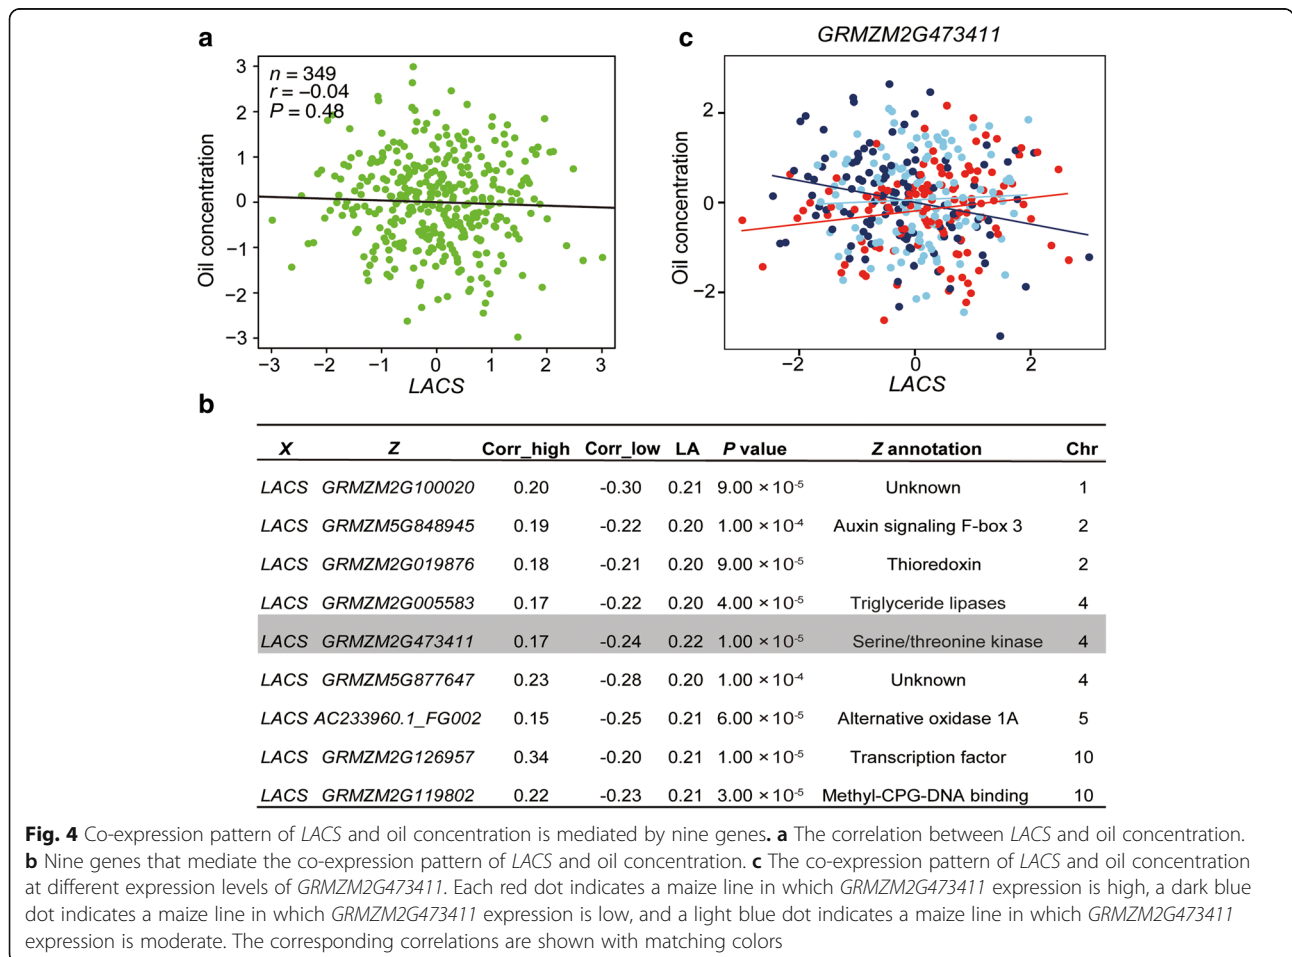 a
n = 349
r = −0.04
P = 0.48
Oil concentration
3
2
1
0
−1
−2
−3
−3 −2 −1 0 1 2 3
LACS
c
GRMZM2G473411
Oil concentration
2
0
−2
−2 0 2
LACS
b
X Z Corr_high Corr_low LA P value Z annotation Chr
LACS GRMZM2G100020 0.20 -0.30 0.21 9.00 ×10⁻⁵ Unknown 1
LACS GRMZM5G848945 0.19 -0.22 0.20 1.00 ×10⁻⁴ Auxin signaling F-box 3 2
LACS GRMZM2G019876 0.18 -0.21 0.20 9.00 ×10⁻⁵ Thioredoxin 2
LACS GRMZM2G005583 0.17 -0.22 0.20 4.00 ×10⁻⁵ Triglyceride lipases 4
LACS GRMZM2G473411 0.17 -0.24 0.22 1.00 ×10⁻⁵ Serine/threonine kinase 4
LACS GRMZM5G877647 0.23 -0.28 0.20 1.00 ×10⁻⁴ Unknown 4
LACS AC233960.1_FG002 0.15 -0.25 0.21 6.00 ×10⁻⁵ Alternative oxidase 1A 5
LACS GRMZM2G126957 0.34 -0.20 0.21 1.00 ×10⁻⁵ Transcription factor 10
LACS GRMZM2G119802 0.22 -0.23 0.21 3.00 ×10⁻⁵ Methyl-CPG-DNA binding 10
Fig. 4 Co-expression pattern of LACS and oil concentration is mediated by nine genes. a The correlation between LACS and oil concentration.
b Nine genes that mediate the co-expression pattern of LACS and oil concentration. c The co-expression pattern of LACS and oil concentration
at different expression levels of GRMZM2G473411. Each red dot indicates a maize line in which GRMZM2G473411 expression is high, a dark blue
dot indicates a maize line in which GRMZM2G473411 expression is low, and a light blue dot indicates a maize line in which GRMZM2G473411
expression is moderate. The corresponding correlations are shown with matching colors